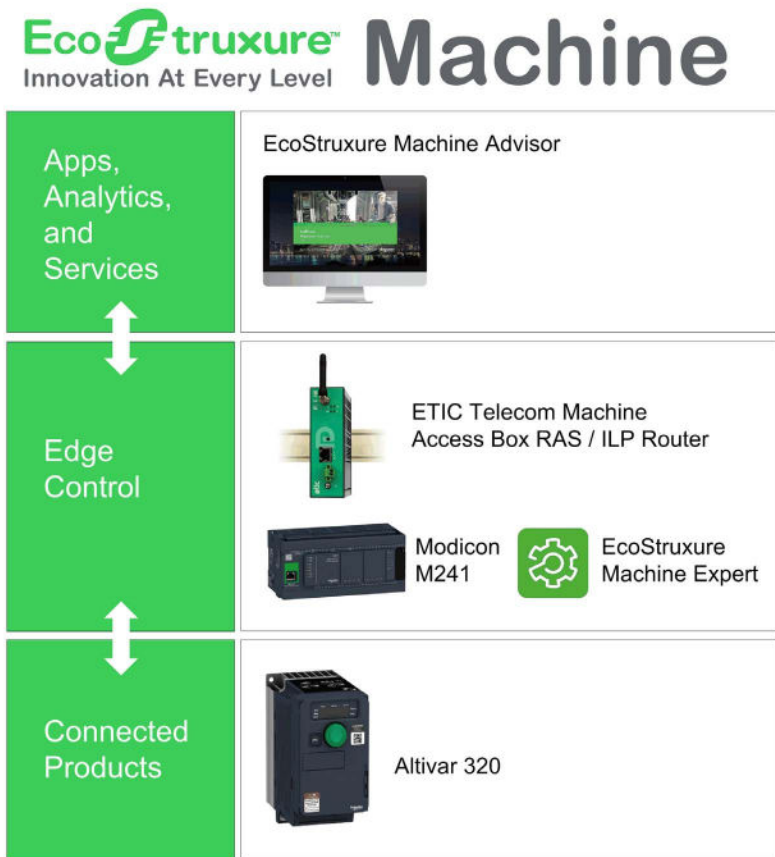 EcoStruxure™
Innovation At Every Level
Machine
Apps,
Analytics,
and
Services
EcoStruxure Machine Advisor
Edge
Control
ETIC Telecom Machine
Access Box RAS / ILP Router
etic
Modicon
M241
EcoStruxure
Machine Expert
Connected
Products
Altivar 320